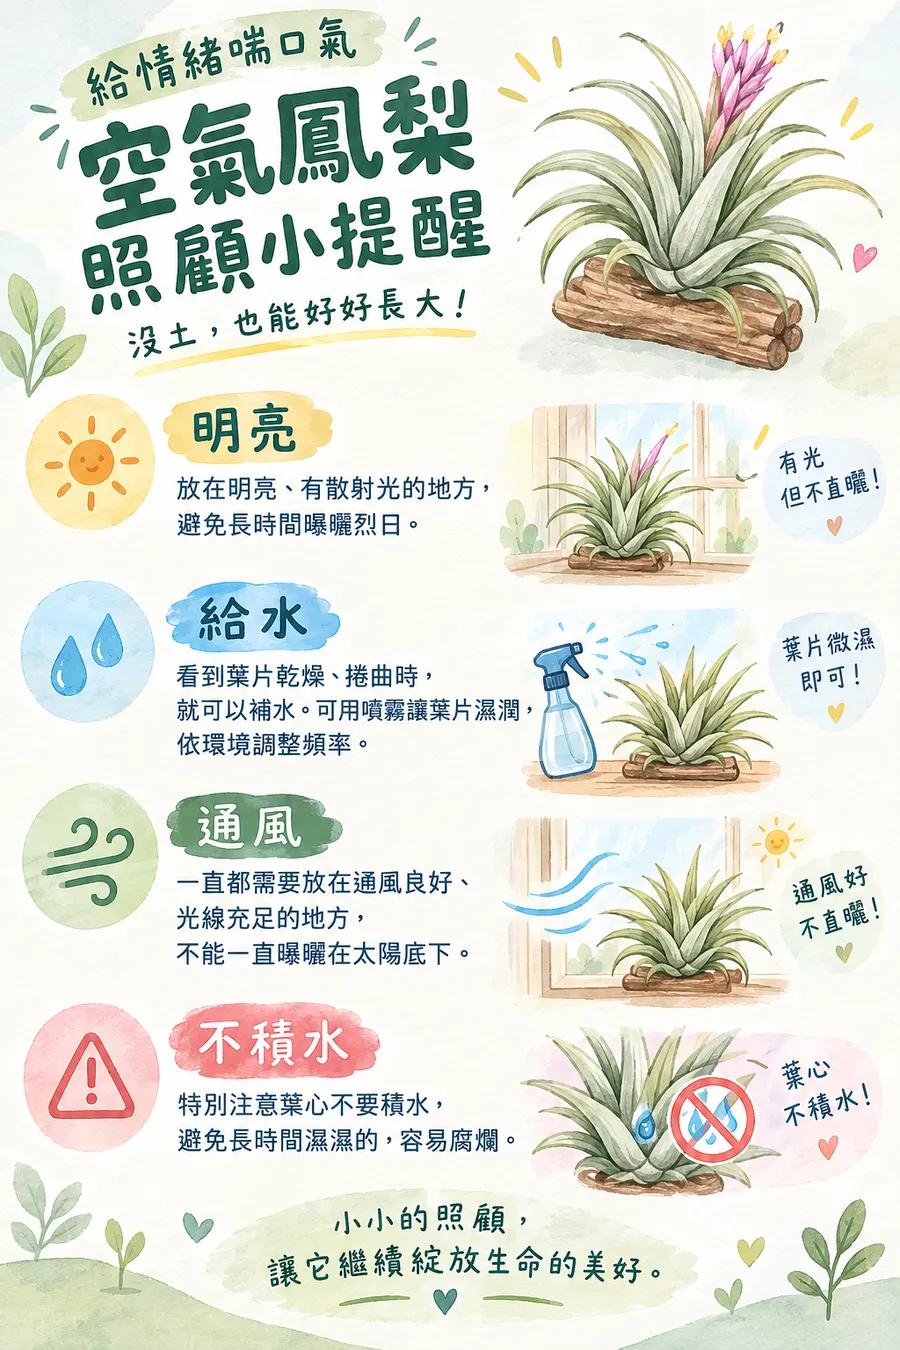 給情緒喘口氣
空氣鳳梨
照顧小提醒
沒土，也能好好長大！
明亮
放在明亮、有散射光的地方，
避免長時間曝曬烈日。
有光
但不直曬！
給水
看到葉片乾燥、捲曲時，
就可以補水。可用噴霧讓葉片濕潤，
依環境調整頻率。
葉片微濕
即可！
通風
一直都需要放在通風良好、
光線充足的地方，
不能一直曝曬在太陽底下。
通風好
不直曬！
不積水
特別注意葉心不要積水，
避免長時間濕濕的，容易腐爛。
葉心
不積水！
小小的照顧，
讓它繼續綻放生命的美好。